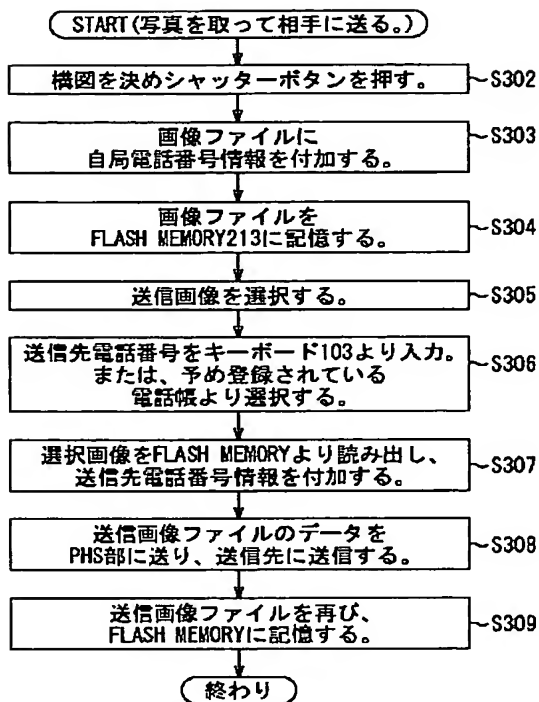 START(写真を取って相手に送る。)
構図を決めシャッターボタンを押す。 S302
画像ファイルに
自局電話番号情報を付加する。 S303
画像ファイルを
FLASH MEMORY213に記憶する。 S304
送信画像を選択する。 S305
送信先電話番号をキーボード103より入力。
または、予め登録されている
電話帳より選択する。 S306
選択画像をFLASH MEMORYより読み出し、
送信先電話番号情報を付加する。 S307
送信画像ファイルのデータを
PHS部に送り、送信先に送信する。 S308
送信画像ファイルを再び、
FLASH MEMORYに記憶する。 S309
終わり